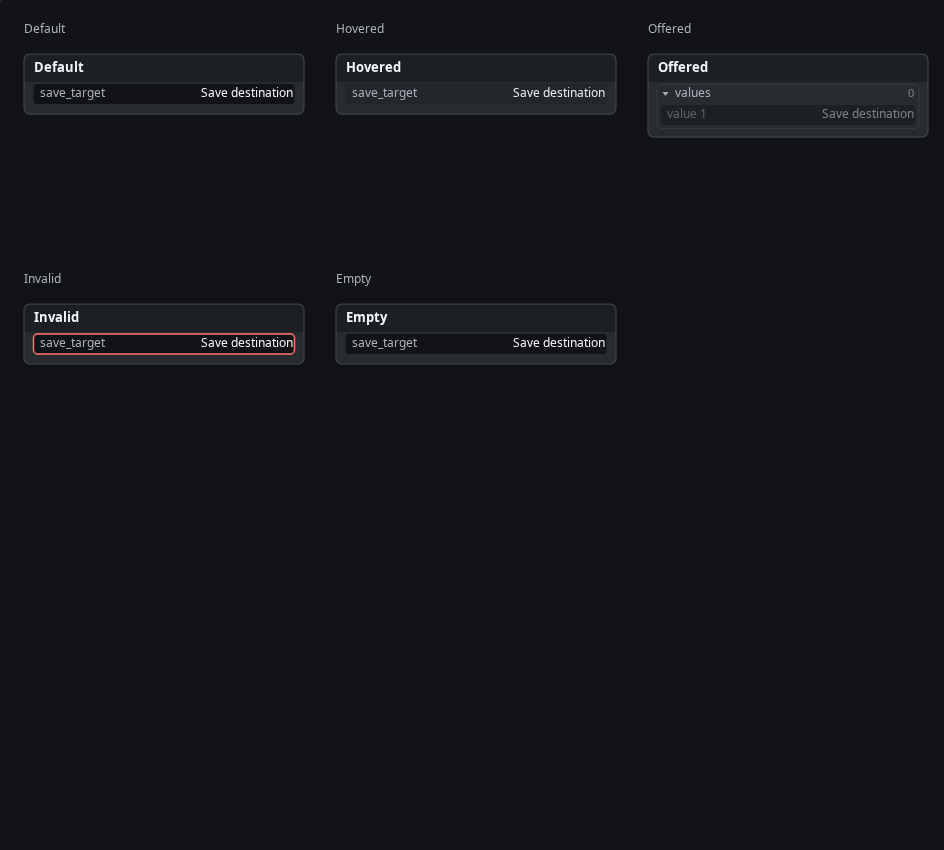 Default
Hovered
Offered
Default
Hovered
Offered
save_target Save destination
save_target Save destination
values 0
value 1 Save destination
Invalid
Empty
Invalid
Empty
save_target Save destination
save_target Save destination